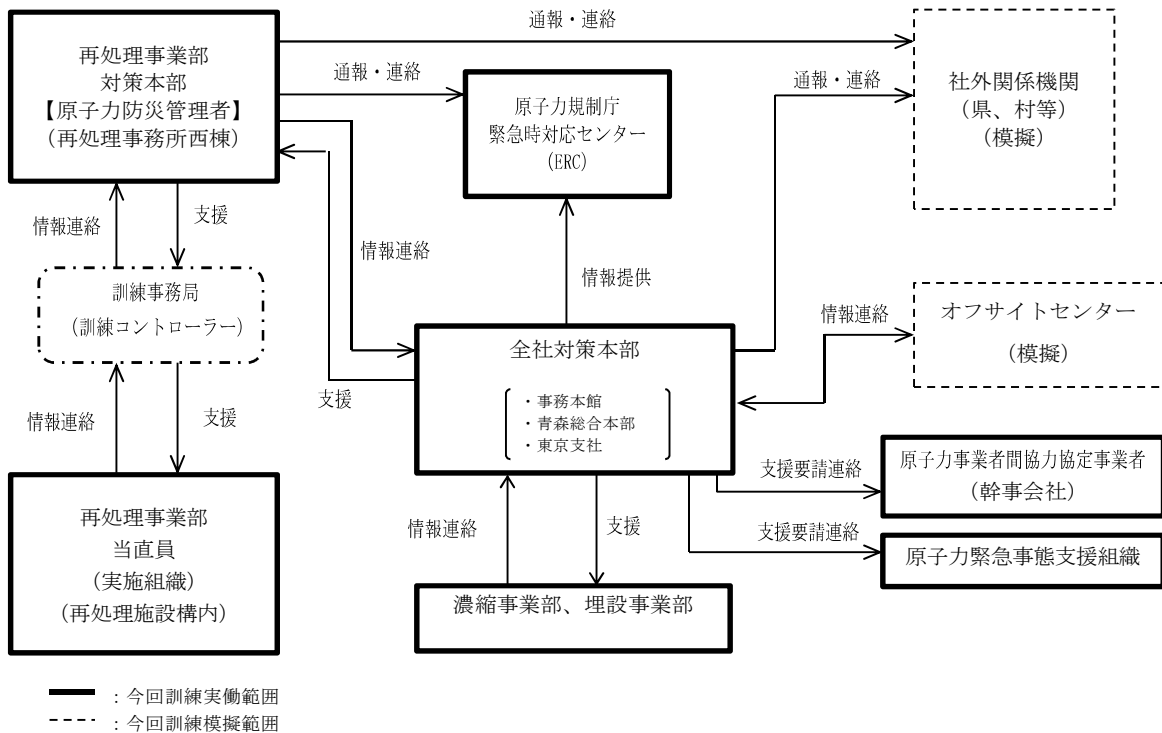 通報・連絡
再処理事業部
対策本部
【原子力防災管理者】
(再処理事務所西棟)
通報・連絡
原子力規制庁
緊急時対応センター
(ERC)
通報・連絡
社外関係機関
(県、村等)
(模擬)
情報連絡
支援
情報連絡
情報提供
訓練事務局
(訓練コントローラー)
情報連絡
オフサイトセンター
(模擬)
全社対策本部
・事務本館
・青森総合本部
・東京支社
支援
情報連絡
支援
原子力事業者間協力協定事業者
(幹事会社)
支援要請連絡
再処理事業部
当直員
(実施組織)
(再処理施設構内)
情報連絡
支援
支援要請連絡
原子力緊急事態支援組織
濃縮事業部、埋設事業部
：今回訓練実働範囲
：今回訓練模擬範囲